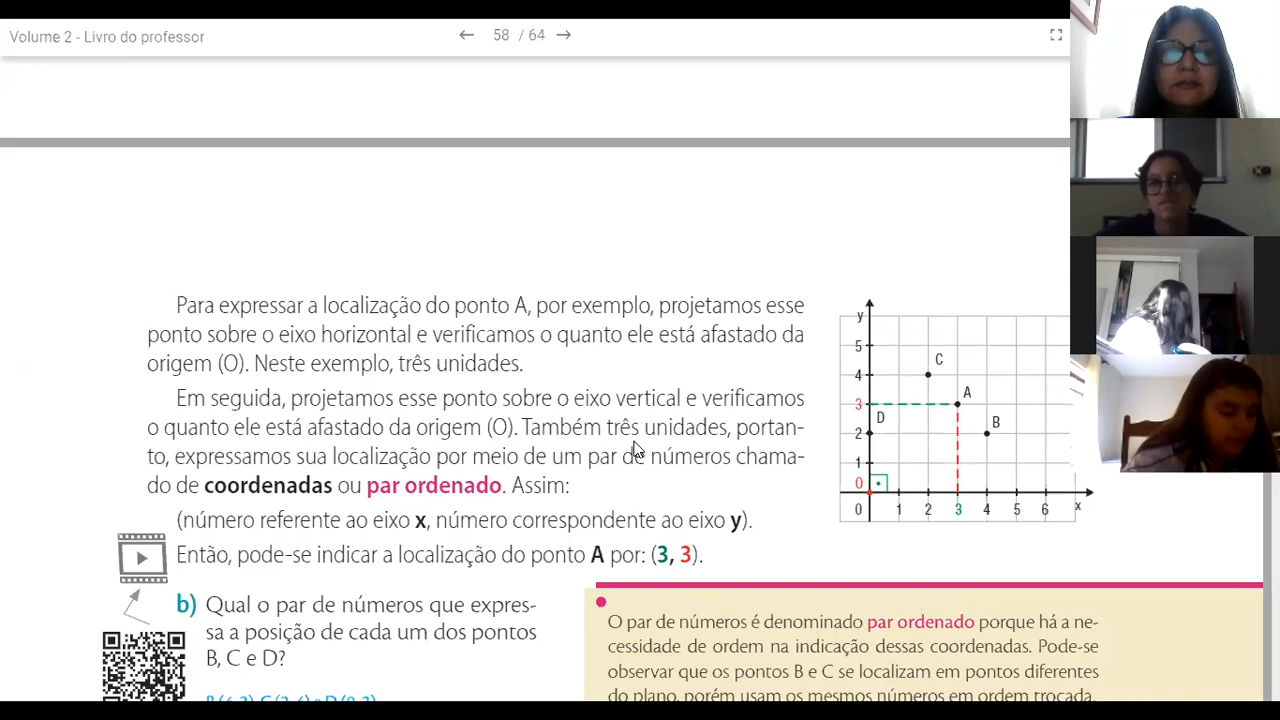 Volume 2 - Livro do professor
58 / 64
Para expressar a localização do ponto A, por exemplo, projetamos esse
ponto sobre o eixo horizontal e verificamos o quanto ele está afastado da
origem (O). Neste exemplo, três unidades.
Em seguida, projetamos esse ponto sobre o eixo vertical e verificamos
o quanto ele está afastado da origem (O). Também três unidades, portan-
to, expressamos sua localização por meio de um par de números chama-
do de coordenadas ou par ordenado. Assim:
(número referente ao eixo x, número correspondente ao eixo y).
Então, pode-se indicar a localização do ponto A por: (3, 3).
b) Qual o par de números que expres-
sa a posição de cada um dos pontos
B, C e D?
y
5
4
3
2
1
0
C
A
D
B
0 1 2 3 4 5 6 x
O par de números é denominado par ordenado porque há a ne-
cessidade de ordem na indicação dessas coordenadas. Pode-se
observar que os pontos B e C se localizam em pontos diferentes
do plano, porém usam os mesmos números em ordem trocada.